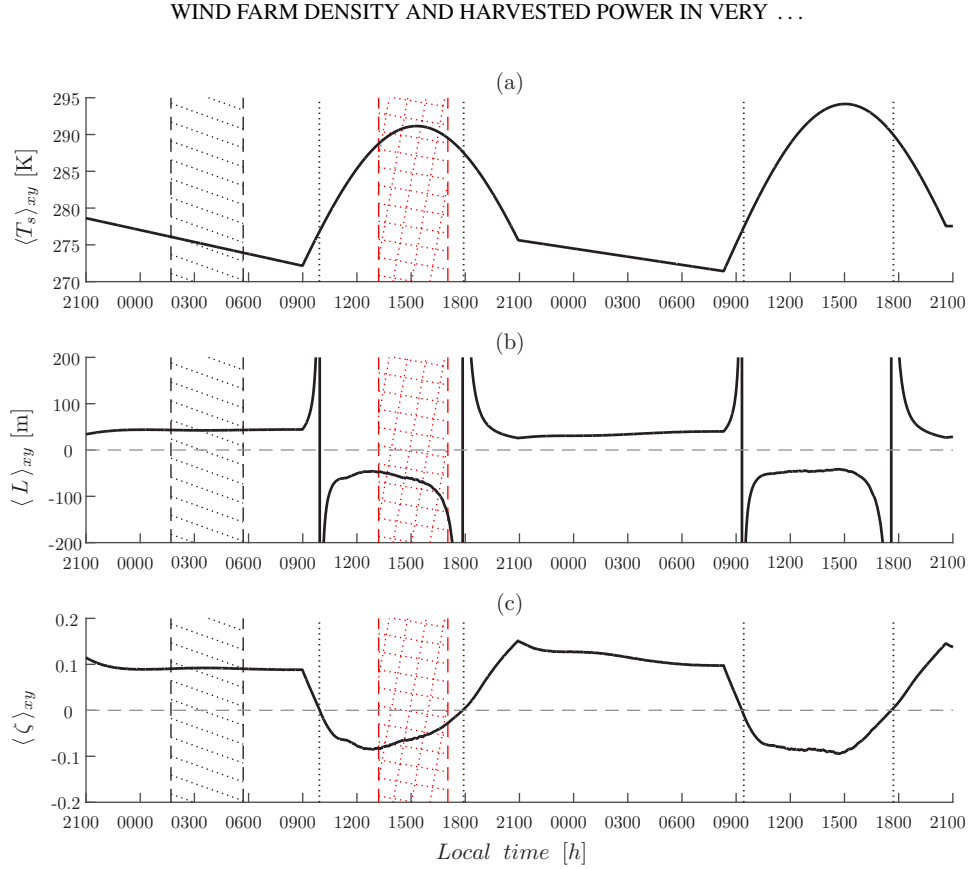 WIND FARM DENSITY AND HARVESTED POWER IN VERY ...
(a)
⟨T_s⟩_xy [K]
295
290
285
280
275
270
2100 0000 0300 0600 0900 1200 1500 1800 2100 0000 0300 0600 0900 1200 1500 1800 2100
(b)
⟨L⟩_xy [m]
200
100
0
-100
-200
2100 0000 0300 0600 0900 1200 1500 1800 2100 0000 0300 0600 0900 1200 1500 1800 2100
(c)
⟨ζ⟩_xy
0.2
0.1
0
-0.1
-0.2
2100 0000 0300 0600 0900 1200 1500 1800 2100 0000 0300 0600 0900 1200 1500 1800 2100
Local time [h]